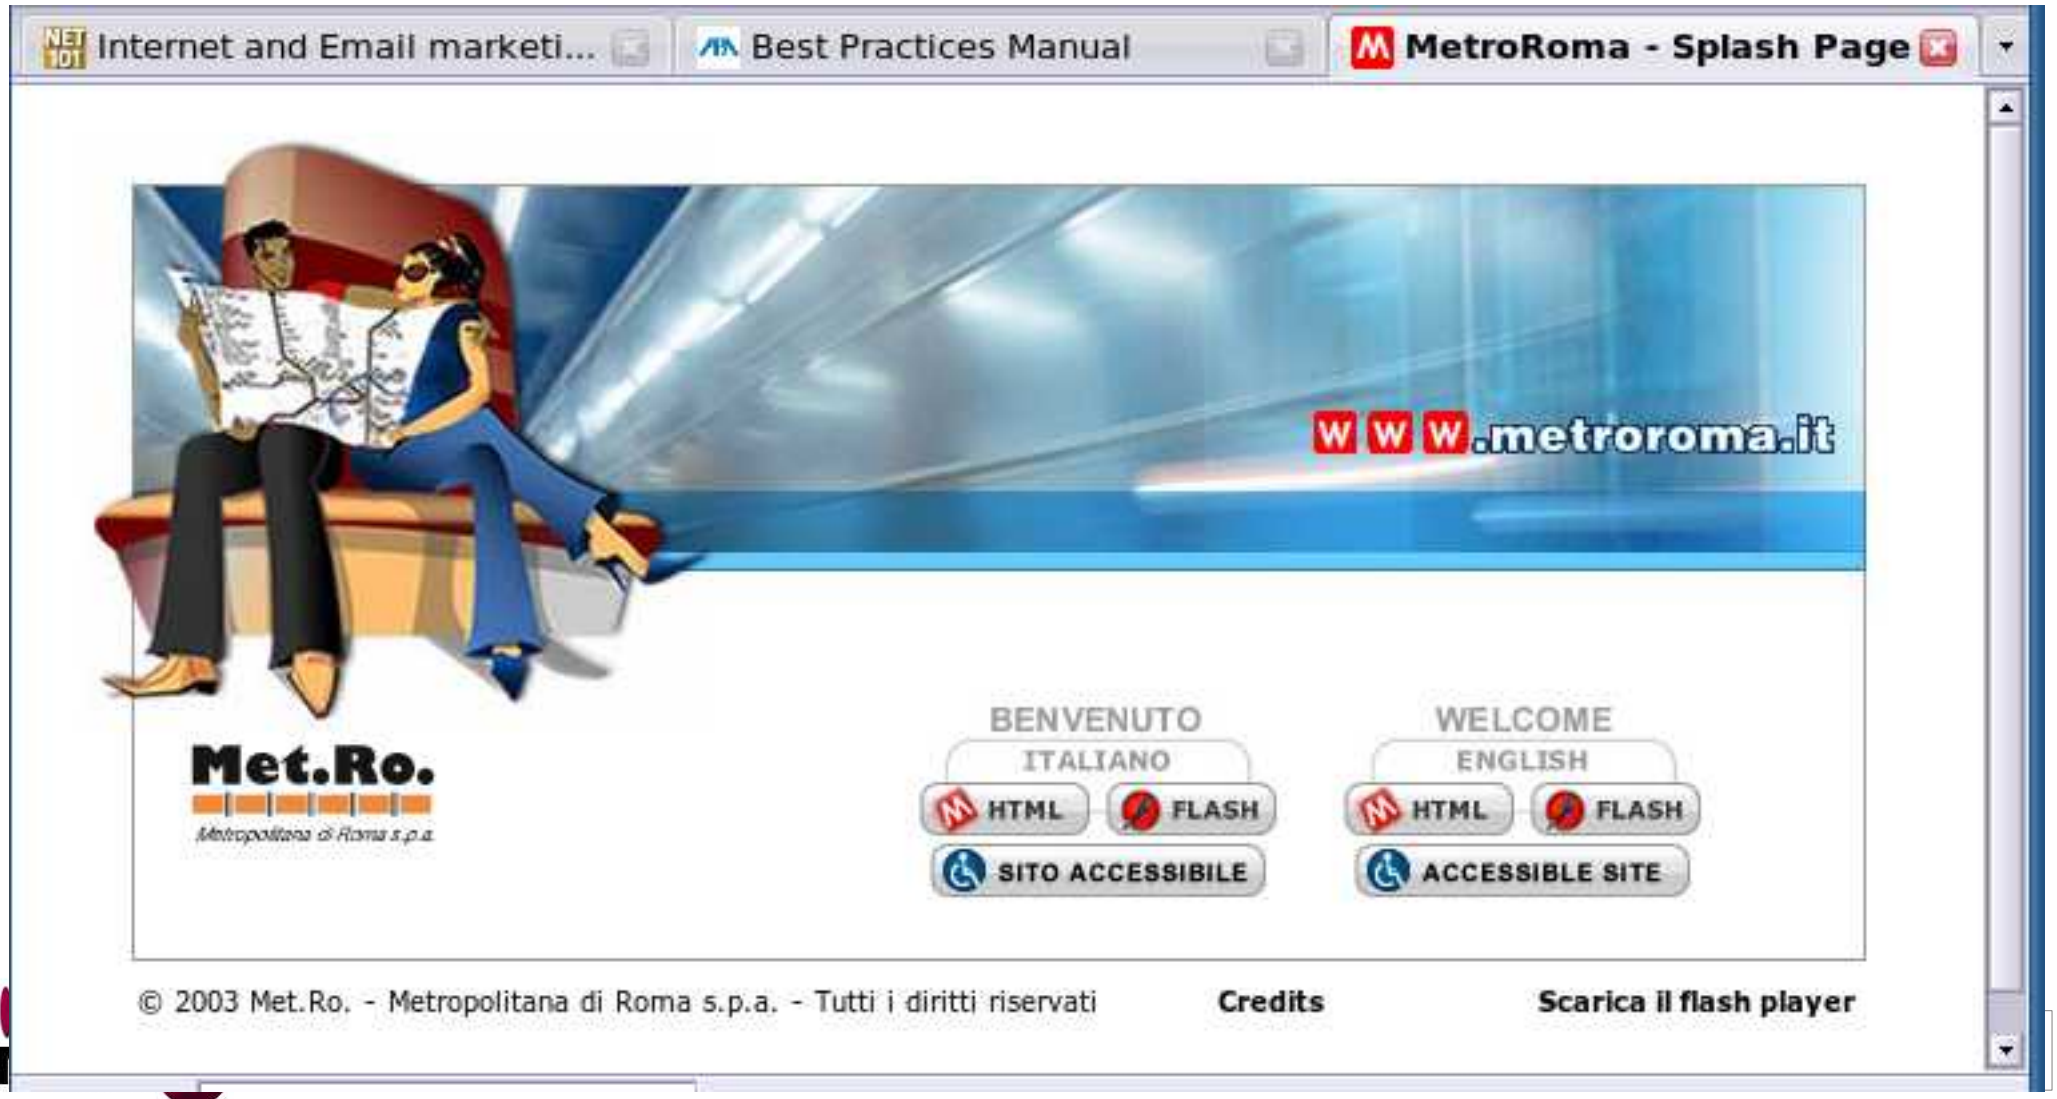 NET 101 Internet and Email marketi... Best Practices Manual M MetroRoma - Splash Page
www.metroroma.it
BENVENUTO WELCOME
ITALIANO ENGLISH
Met.Ro.
HTML FLASH HTML FLASH
Metropolitana di Roma s.p.a.
SITO ACCESSIBILE ACCESSIBLE SITE
© 2003 Met.Ro. - Metropolitana di Roma s.p.a. - Tutti i diritti riservati Credits Scarica il flash player